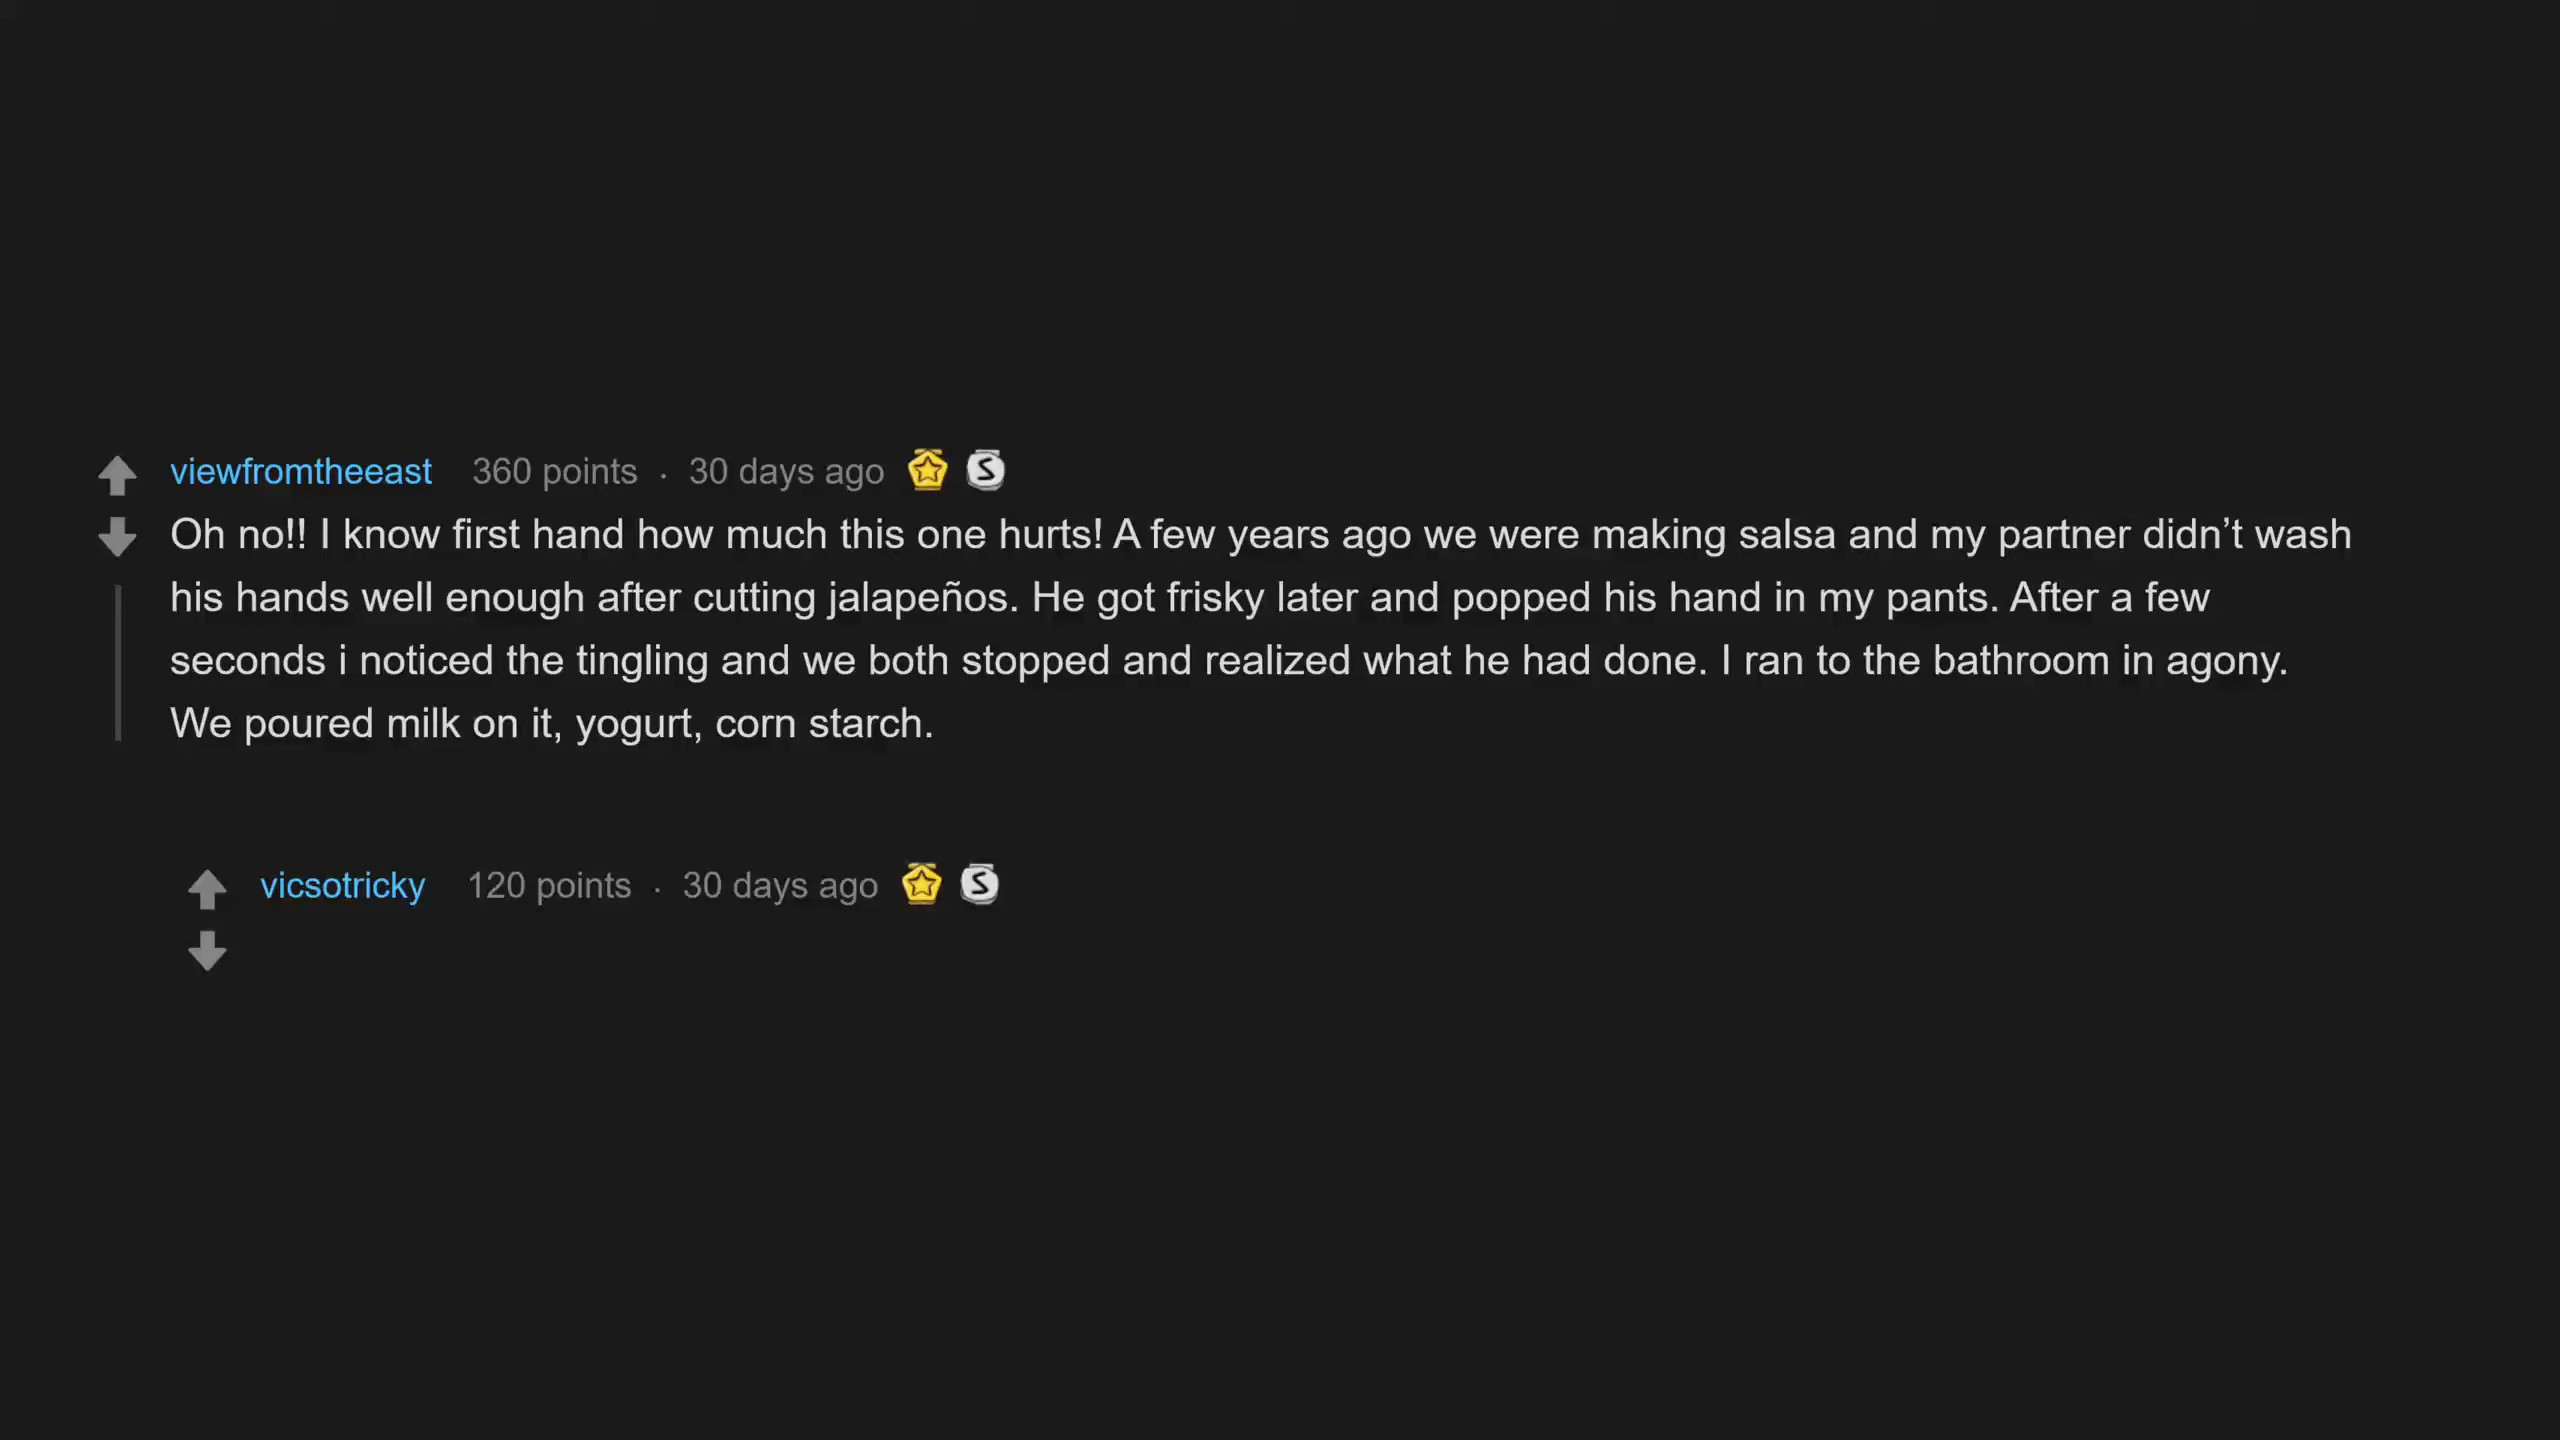 viewfromtheeast 360 points · 30 days ago S
Oh no!! I know first hand how much this one hurts! A few years ago we were making salsa and my partner didn’t wash
his hands well enough after cutting jalapeños. He got frisky later and popped his hand in my pants. After a few
seconds i noticed the tingling and we both stopped and realized what he had done. I ran to the bathroom in agony.
We poured milk on it, yogurt, corn starch.
vicsotricky 120 points · 30 days ago S